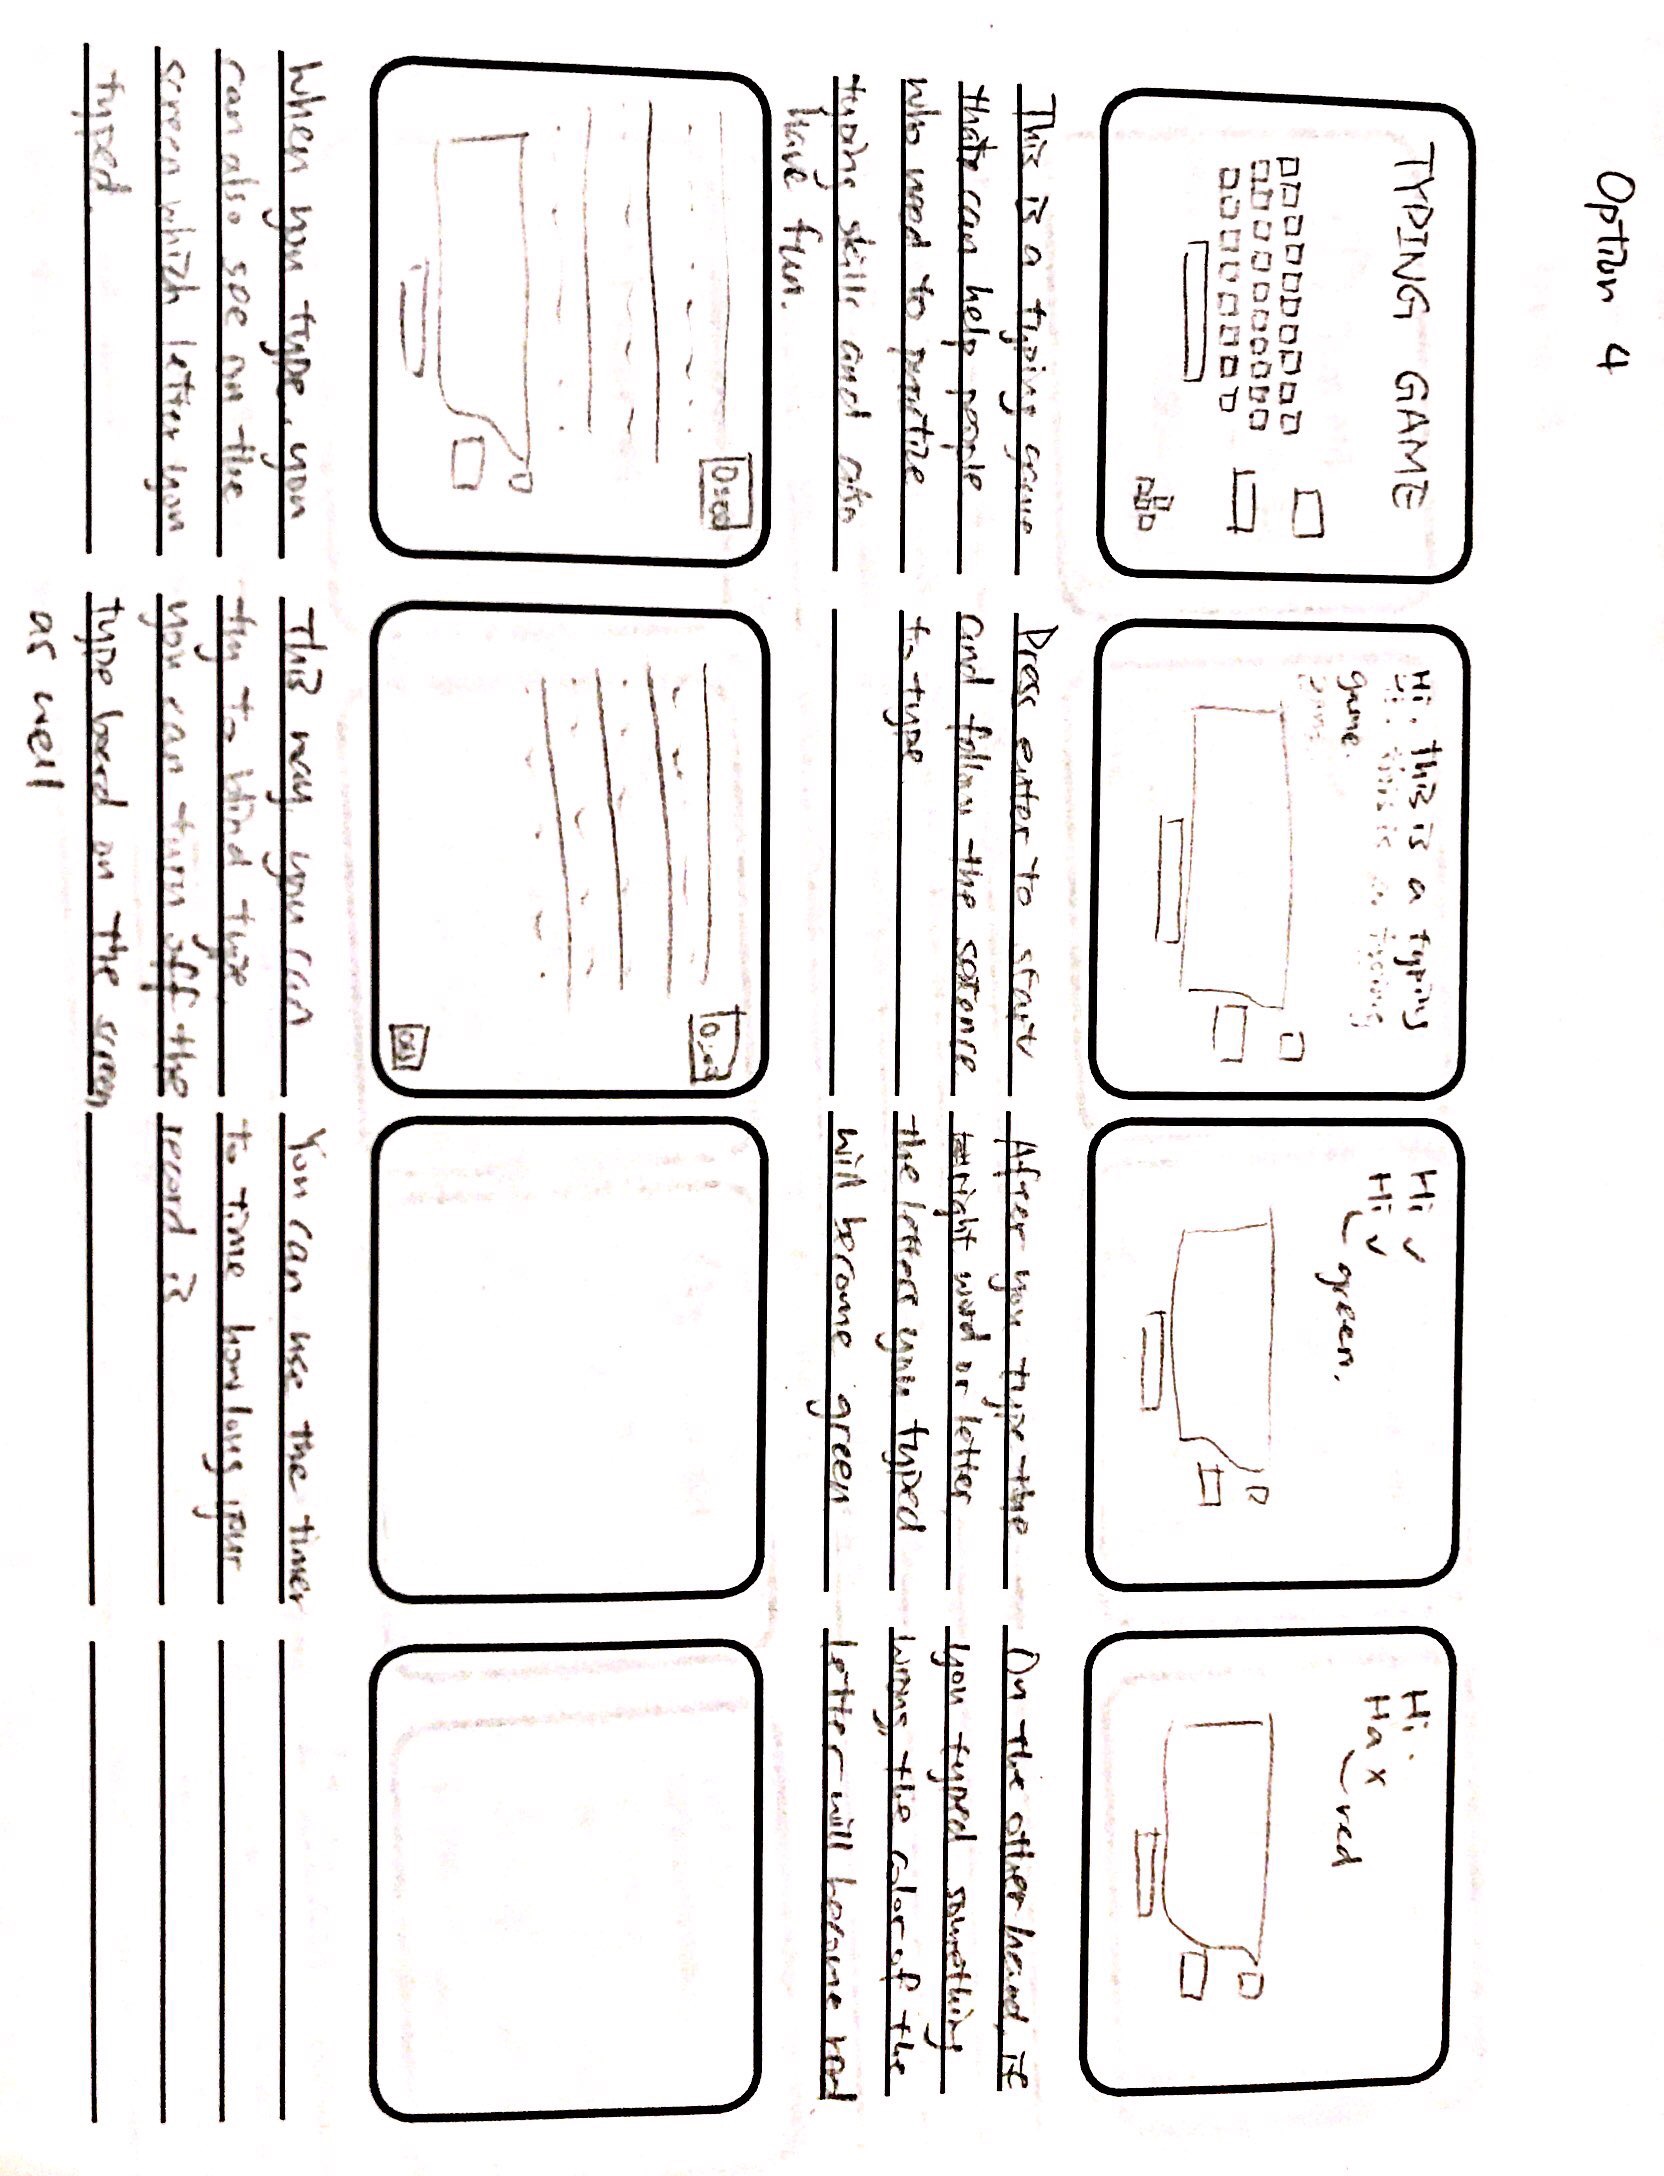 Option 4
TYPING GAME
This is a typing game
that can help people
who need to practize
typing skills and also
have fun.
Hi, this is a typing
game.
Press enter to start
and follow the sentence
to type
Hi ✓
Hi ✓
green.
After you type the
right word or letter
the letters you typed
will become green
Hi.
Ha x
red
On the other hand, if
you typed something
wrong, the color of the
letter will become red
When you type, you
can also see on the
screen which letter you
typed.
This way, you can
try to blind type.
you can turn off the
type board on the screen
as well
You can use the timer
to time how long your
record is